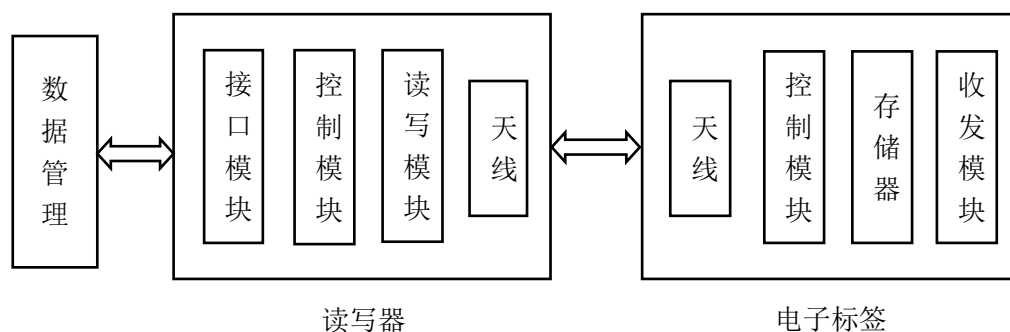 数据管理
接口模块
控制模块
读写模块
天线
天线
控制模块
存储器
收发模块
读写器
电子标签